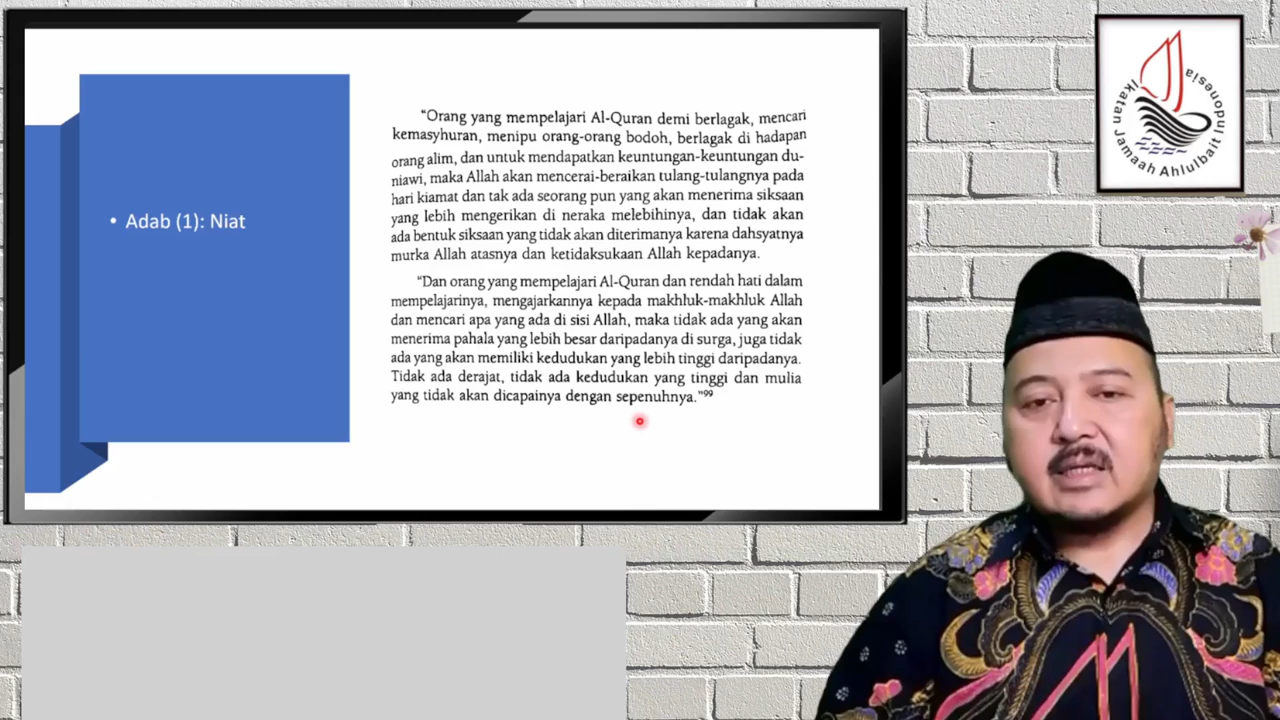 • Adab (1): Niat
“Orang yang mempelajari Al-Quran demi berlagak, mencari
kemasyhuran, menipu orang-orang bodoh, berlagak di hadapan
orang alim, dan untuk mendapatkan keuntungan-keuntungan du-
niawi, maka Allah akan mencerai-beraikan tulang-tulangnya pada
hari kiamat dan tak ada seorang pun yang akan menerima siksaan
yang lebih mengerikan di neraka melebihinya, dan tidak akan
ada bentuk siksaan yang tidak akan diterimanya karena dahsyatnya
murka Allah atasnya dan ketidaksukaan Allah kepadanya.
“Dan orang yang mempelajari Al-Quran dan rendah hati dalam
mempelajarinya, mengajarkannya kepada makhluk-makhluk Allah
dan mencari apa yang ada di sisi Allah, maka tidak ada yang akan
menerima pahala yang lebih besar daripadanya di surga, juga tidak
ada yang akan memiliki kedudukan yang lebih tinggi daripadanya.
Tidak ada derajat, tidak ada kedudukan yang tinggi dan mulia
yang tidak akan dicapainya dengan sepenuhnya.”⁹⁹
Ikatan Jamaah Ahlulbait Indonesia